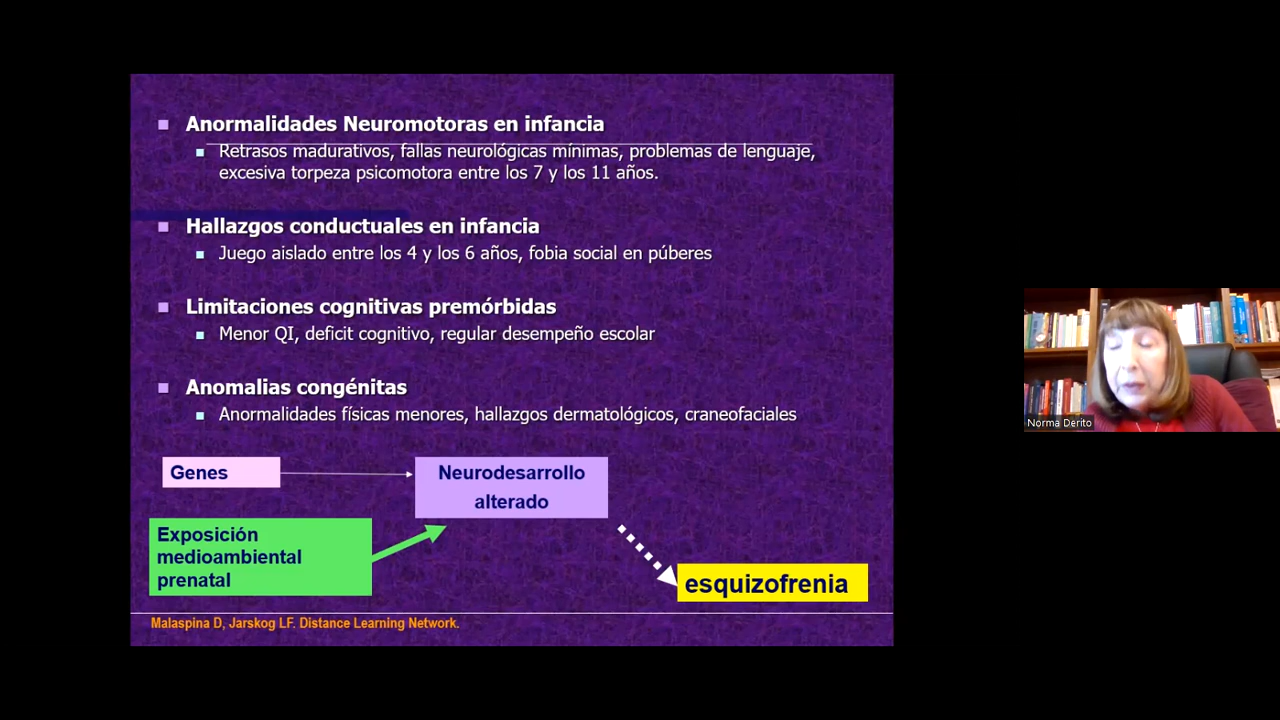 Anormalidades Neuromotoras en infancia
Retrasos madurativos, fallas neurológicas mínimas, problemas de lenguaje,
excesiva torpeza psicomotora entre los 7 y los 11 años.
Hallazgos conductuales en infancia
Juego aislado entre los 4 y los 6 años, fobia social en púberes
Limitaciones cognitivas premórbidas
Menor QI, deficit cognitivo, regular desempeño escolar
Anomalias congénitas
Anormalidades físicas menores, hallazgos dermatológicos, craneofaciales
Genes
Neurodesarrollo
alterado
Exposición
medioambiental
prenatal
esquizofrenia
Malaspina D, Jarskog LF. Distance Learning Network.
Norma Derito